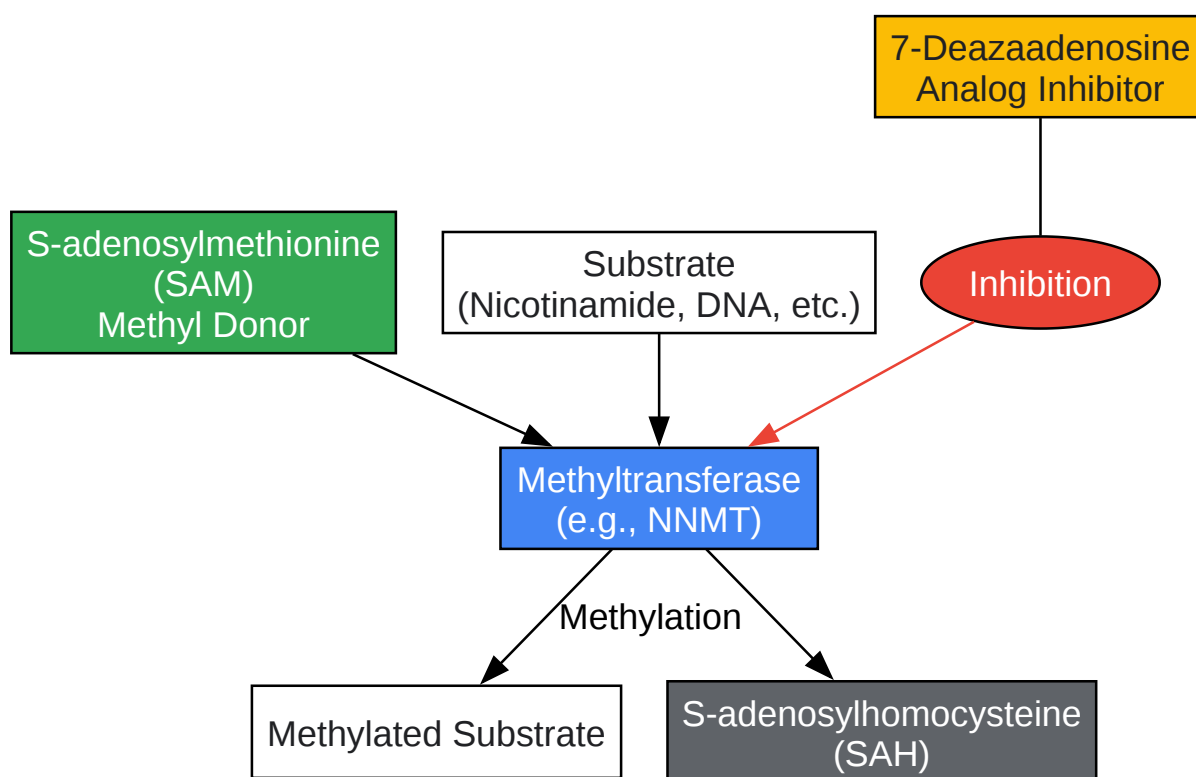 7-Deazaadenosine
Analog Inhibitor
S-adenosylmethionine
(SAM)
Methyl Donor
Substrate
(Nicotinamide, DNA, etc.)
Inhibition
Methyltransferase
(e.g., NNMT)
Methylation
Methylated Substrate
S-adenosylhomocysteine
(SAH)